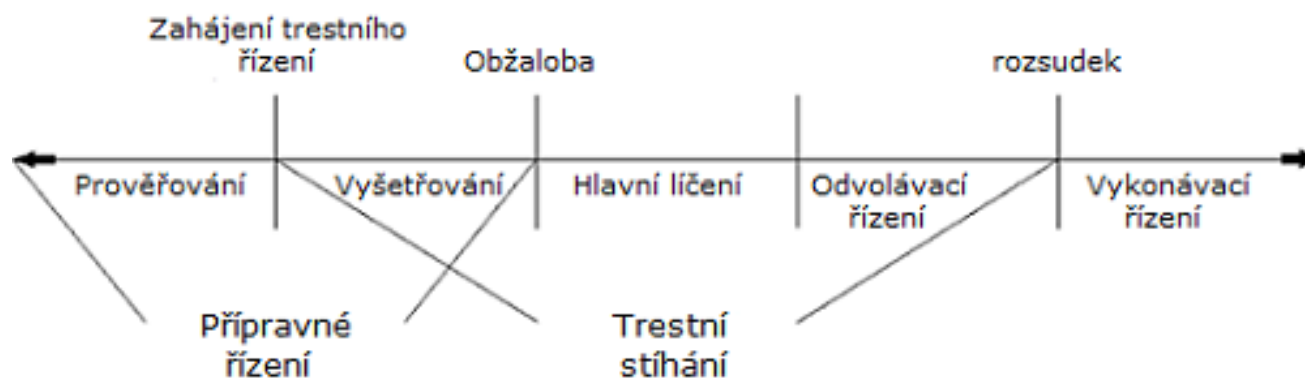 Zahájení trestního
řízení
Obžaloba
rozsudek
Prověřování
Vyšetřování
Hlavní líčení
Odvolávací
řízení
Vykonávací
řízení
Přípravné
řízení
Trestní
stíhání